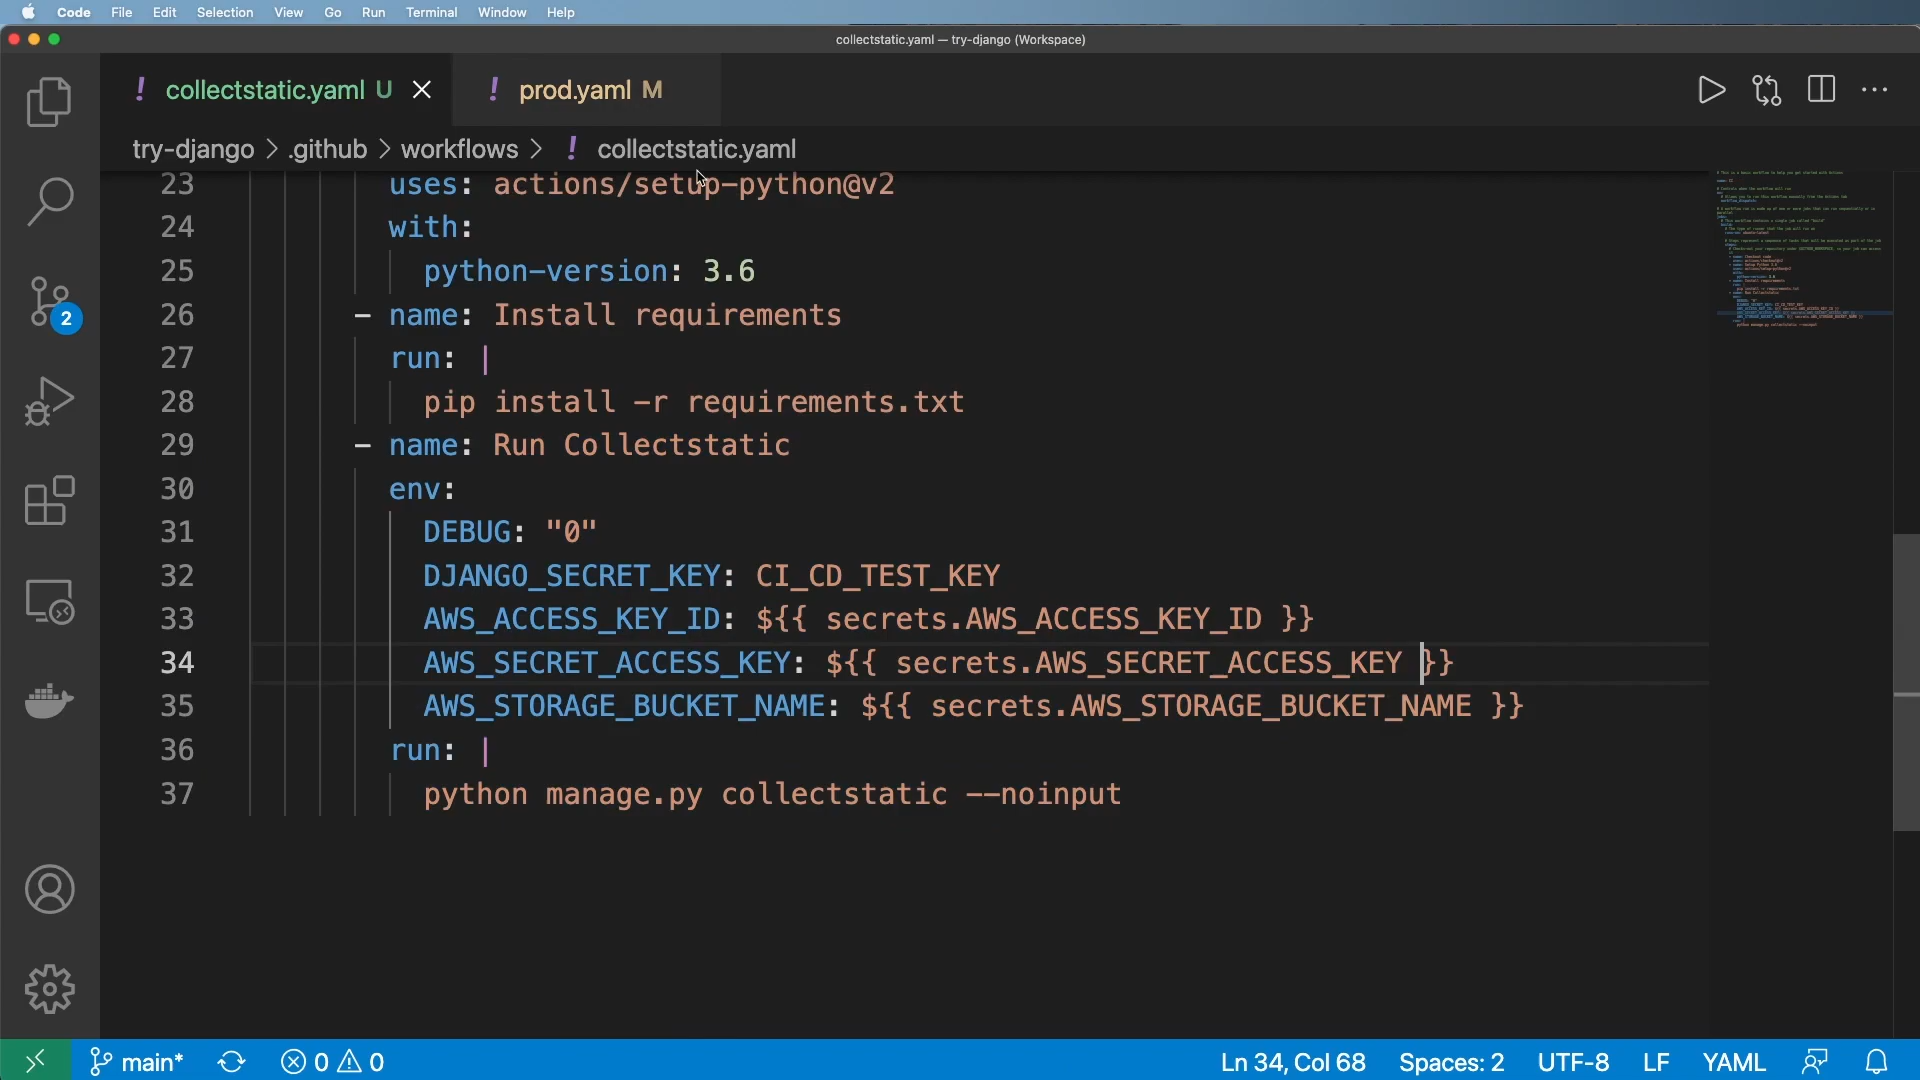 Code File Edit Selection View Go Run Terminal Window Help
collectstatic.yaml — try-django (Workspace)
! collectstatic.yaml U ! prod.yaml M
try-django > .github > workflows > ! collectstatic.yaml
23 uses: actions/setup-python@v2
24 with:
25 python-version: 3.6
26 - name: Install requirements
27 run: |
28 pip install -r requirements.txt
29 - name: Run Collectstatic
30 env:
31 DEBUG: "0"
32 DJANGO_SECRET_KEY: CI_CD_TEST_KEY
33 AWS_ACCESS_KEY_ID: ${{ secrets.AWS_ACCESS_KEY_ID }}
34 AWS_SECRET_ACCESS_KEY: ${{ secrets.AWS_SECRET_ACCESS_KEY }}
35 AWS_STORAGE_BUCKET_NAME: ${{ secrets.AWS_STORAGE_BUCKET_NAME }}
36 run: |
37 python manage.py collectstatic --noinput
2
main* 0 0 Ln 34, Col 68 Spaces: 2 UTF-8 LF YAML